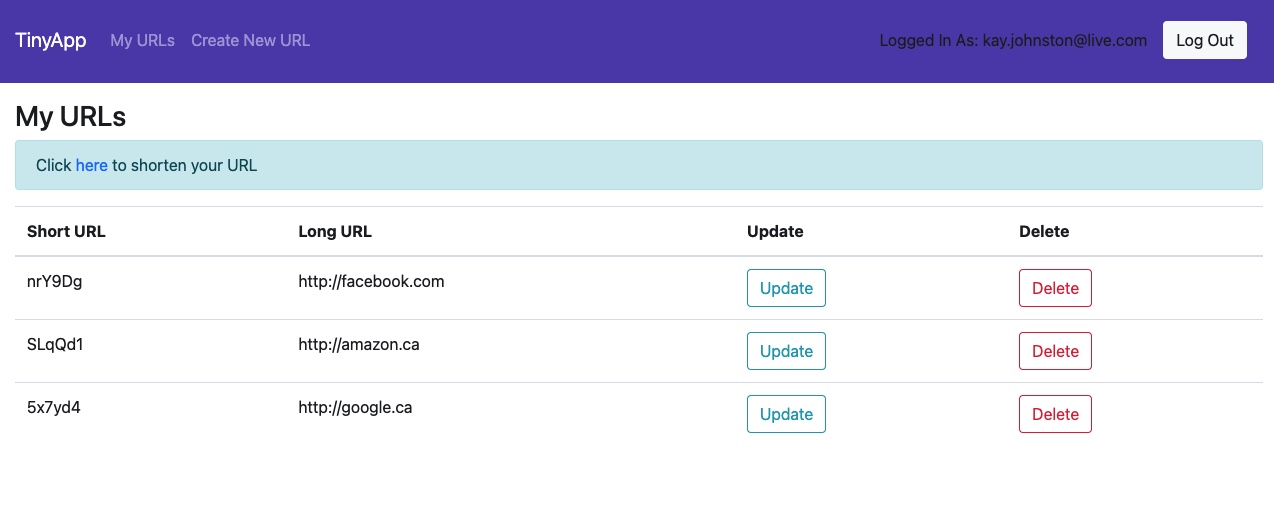 TinyApp My URLs Create New URL Logged In As: kay.johnston@live.com Log Out
My URLs
Click here to shorten your URL
Short URL Long URL Update Delete
nrY9Dg http://facebook.com Update Delete
SLqQd1 http://amazon.ca Update Delete
5x7yd4 http://google.ca Update Delete